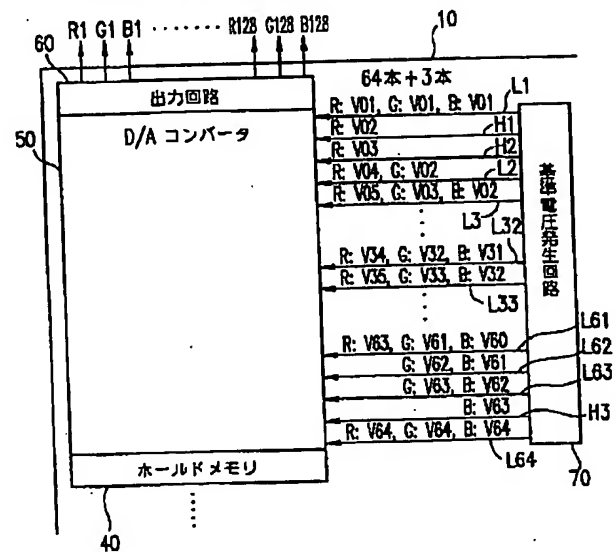 R1 G1 B1 ········ R128 G128 B128
10
60
64本+3本
出力回路
R: V01, G: V01, B: V01
L1
D/A コンバータ
50
R: V02
H1
R: V03
H2
R: V04, G: V02
L2
R: V05, G: V03, B: V02
L3
基準電圧発生回路
L32
R: V34, G: V32, B: V31
R: V35, G: V33, B: V32
L33
L61
R: V63, G: V61, B: V60
L62
G: V62, B: V61
L63
G: V63, B: V62
B: V63
H3
R: V64, G: V64, B: V64
L64
ホールドメモリ
70
40